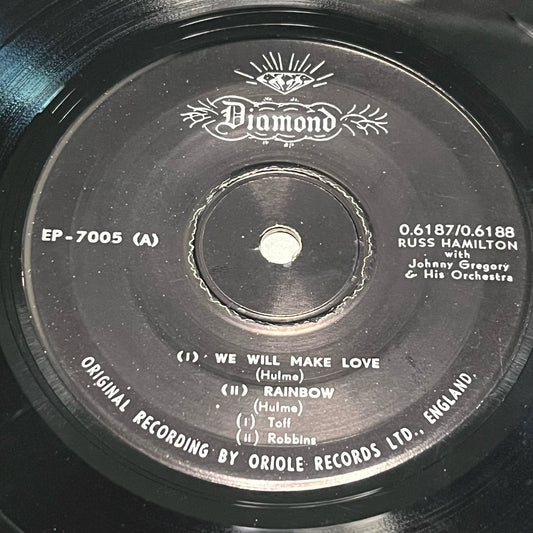 Diamond
EP-7005 (A)
0.6187/0.6188
RUSS HAMILTON
with
Johnny Gregory
& His Orchestra
(I) WE WILL MAKE LOVE
(Hulme)
(II) RAINBOW
(Hulme)
(i) Toff
(ii) Robbins
ORIGINAL RECORDING BY ORIOLE RECORDS LTD., ENGLAND.